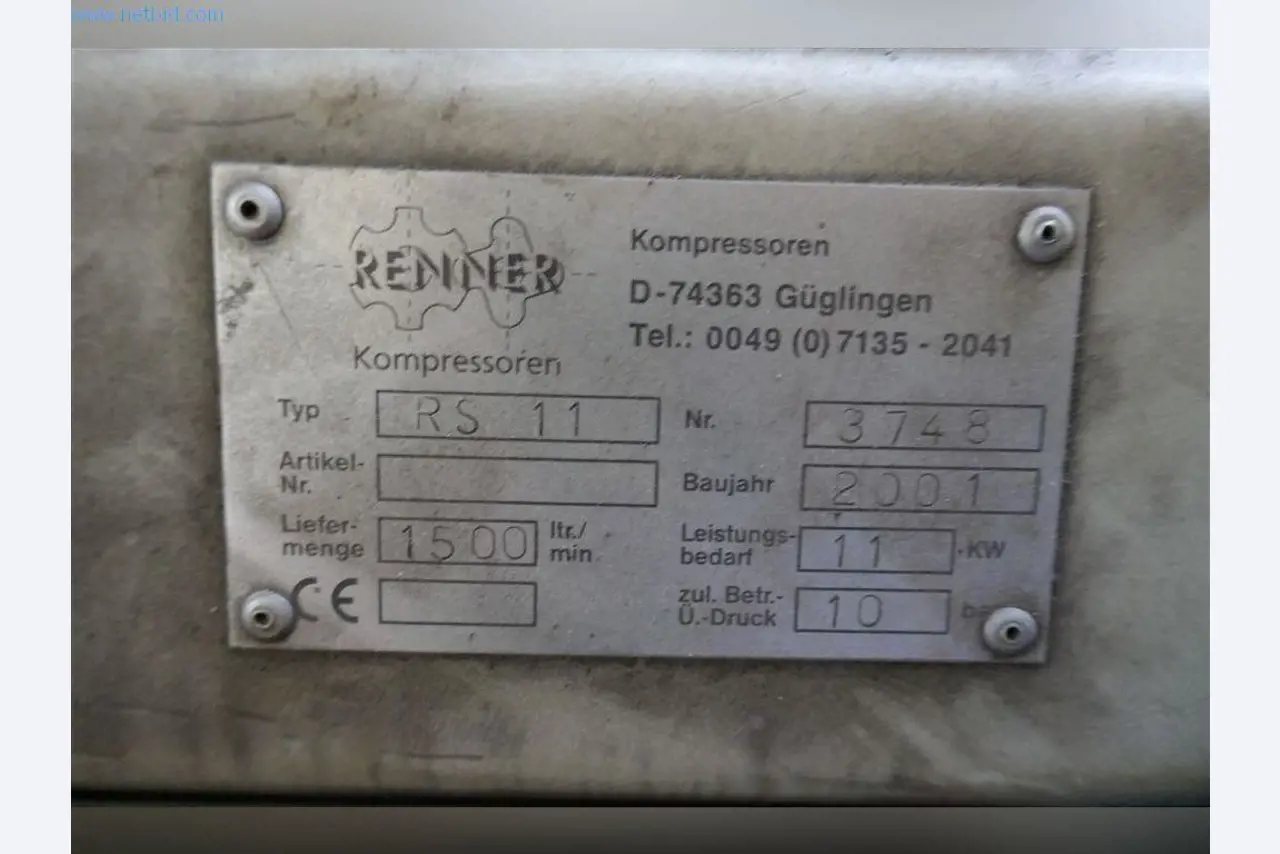 www.netbid.com
RENNER
Kompressoren
Kompressoren
D-74363 Güglingen
Tel.: 0049 (0) 7135 - 2041
Typ RS 11 Nr. 3748
Artikel-
Nr.
Baujahr 2001
Liefer-
menge 1500 ltr./
min
Leistungs-
bedarf 11 KW
CE
zul. Betr.-
Ü.-Druck 10